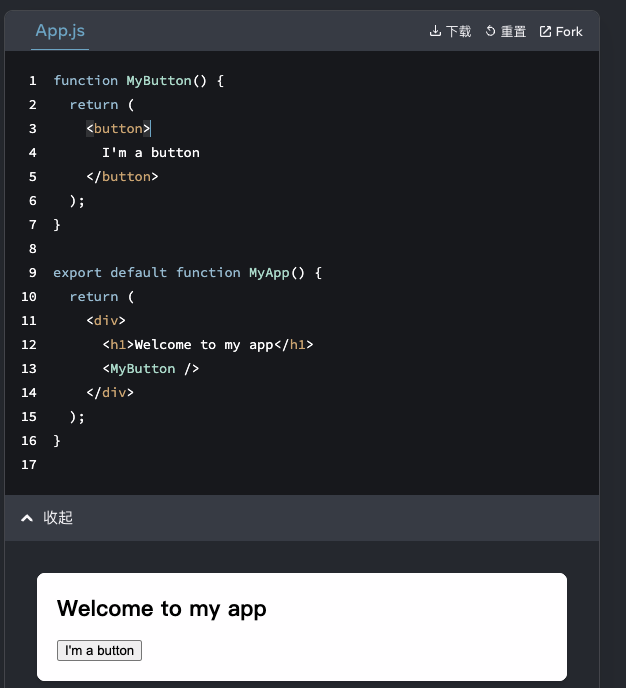 App.js
下载 重置 Fork
1 function MyButton() {
2   return (
3     <button>
4       I'm a button
5     </button>
6   );
7 }
8
9 export default function MyApp() {
10   return (
11     <div>
12       <h1>Welcome to my app</h1>
13       <MyButton />
14     </div>
15   );
16 }
17
收起
Welcome to my app
I'm a button